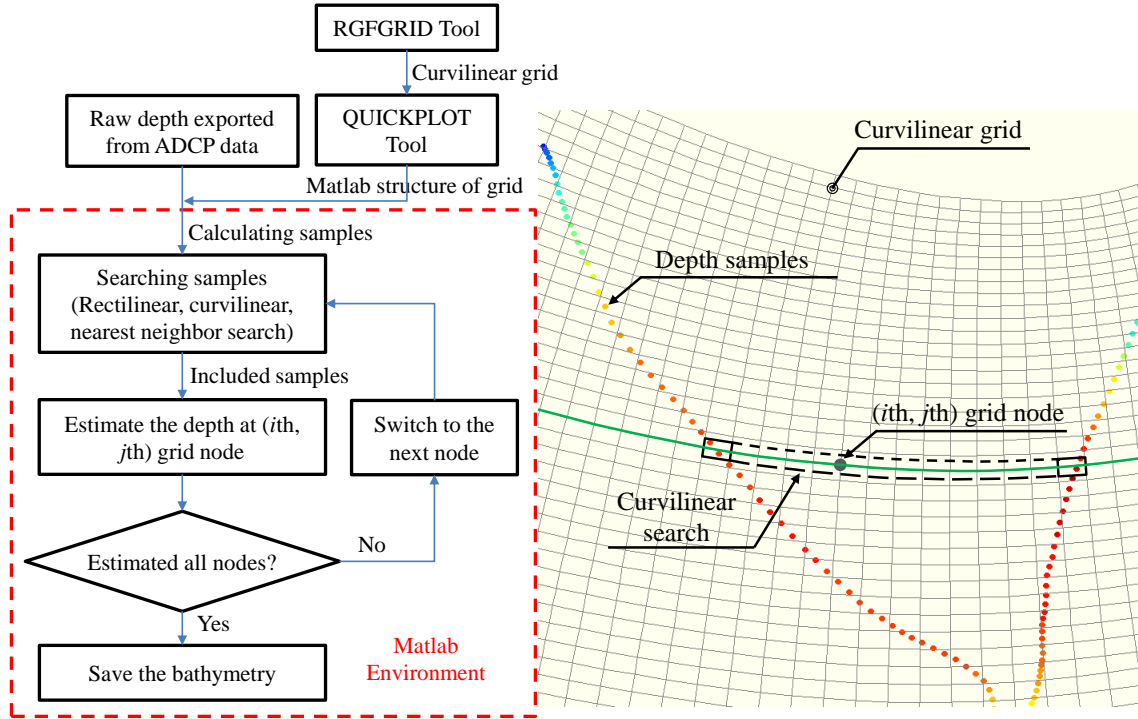 RGFGRID Tool
Curvilinear grid
Raw depth exported
from ADCP data
QUICKPLOT
Tool
Matlab structure of grid
Calculating samples
Searching samples
(Rectilinear, curvilinear,
nearest neighbor search)
Included samples
Estimate the depth at (ith,
jth) grid node
Switch to the
next node
Estimated all nodes?
No
Yes
Save the bathymetry
Matlab
Environment
Curvilinear grid
Depth samples
(ith, jth) grid node
Curvilinear
search